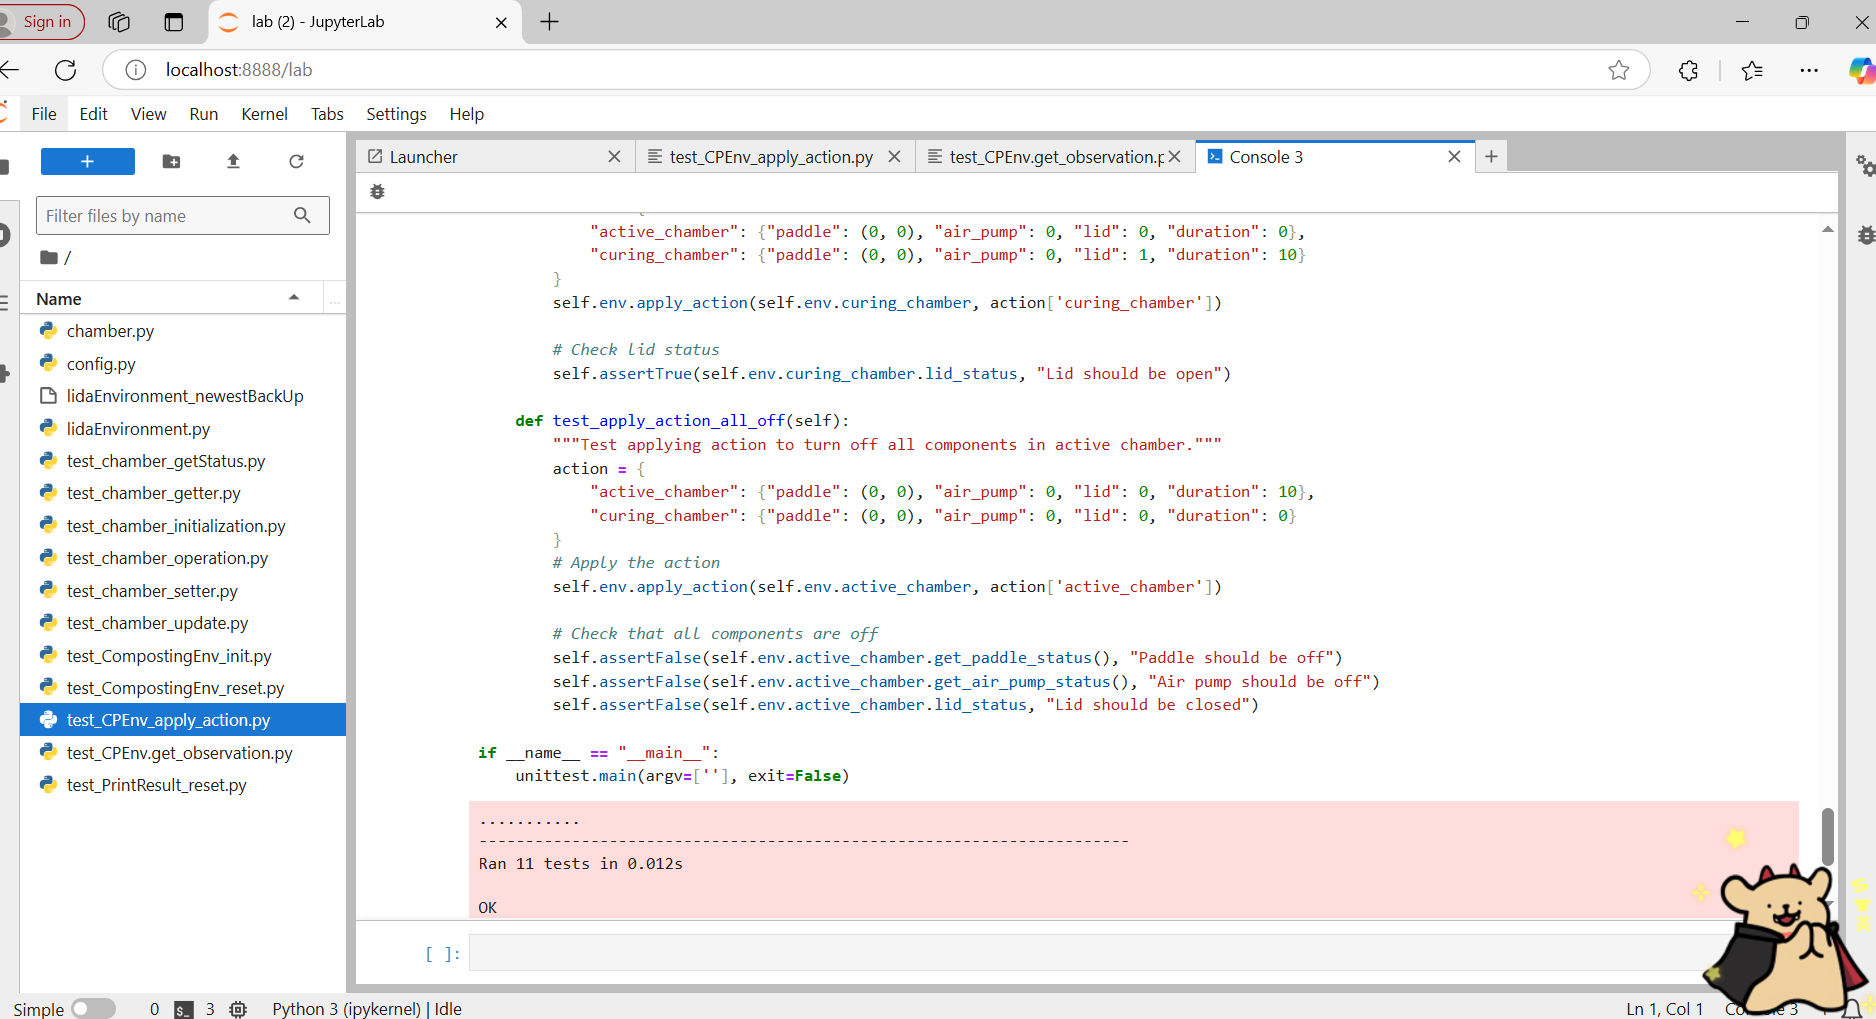 Sign in
lab (2) - JupyterLab
localhost:8888/lab
File Edit View Run Kernel Tabs Settings Help
Launcher
test_CPEnv_apply_action.py
test_CPEnv.get_observation.p
Console 3
Filter files by name
/
Name
...
chamber.py
config.py
lidaEnvironment_newestBackUp
lidaEnvironment.py
test_chamber_getStatus.py
test_chamber_getter.py
test_chamber_initialization.py
test_chamber_operation.py
test_chamber_setter.py
test_chamber_update.py
test_CompostingEnv_init.py
test_CompostingEnv_reset.py
test_CPEnv_apply_action.py
test_CPEnv.get_observation.py
test_PrintResult_reset.py
"active_chamber": {"paddle": (0, 0), "air_pump": 0, "lid": 0, "duration": 0},
"curing_chamber": {"paddle": (0, 0), "air_pump": 0, "lid": 1, "duration": 10}
}
self.env.apply_action(self.env.curing_chamber, action['curing_chamber'])
# Check lid status
self.assertTrue(self.env.curing_chamber.lid_status, "Lid should be open")
def test_apply_action_all_off(self):
"""Test applying action to turn off all components in active chamber."""
action = {
"active_chamber": {"paddle": (0, 0), "air_pump": 0, "lid": 0, "duration": 10},
"curing_chamber": {"paddle": (0, 0), "air_pump": 0, "lid": 0, "duration": 0}
}
# Apply the action
self.env.apply_action(self.env.active_chamber, action['active_chamber'])
# Check that all components are off
self.assertFalse(self.env.active_chamber.get_paddle_status(), "Paddle should be off")
self.assertFalse(self.env.active_chamber.get_air_pump_status(), "Air pump should be off")
self.assertFalse(self.env.active_chamber.lid_status, "Lid should be closed")
if __name__ == "__main__":
unittest.main(argv=[''], exit=False)
...........
----------------------------------------------------------------------
Ran 11 tests in 0.012s
OK
[ ]:
Simple 0 3 Python 3 (ipykernel) | Idle
Ln 1, Col 1